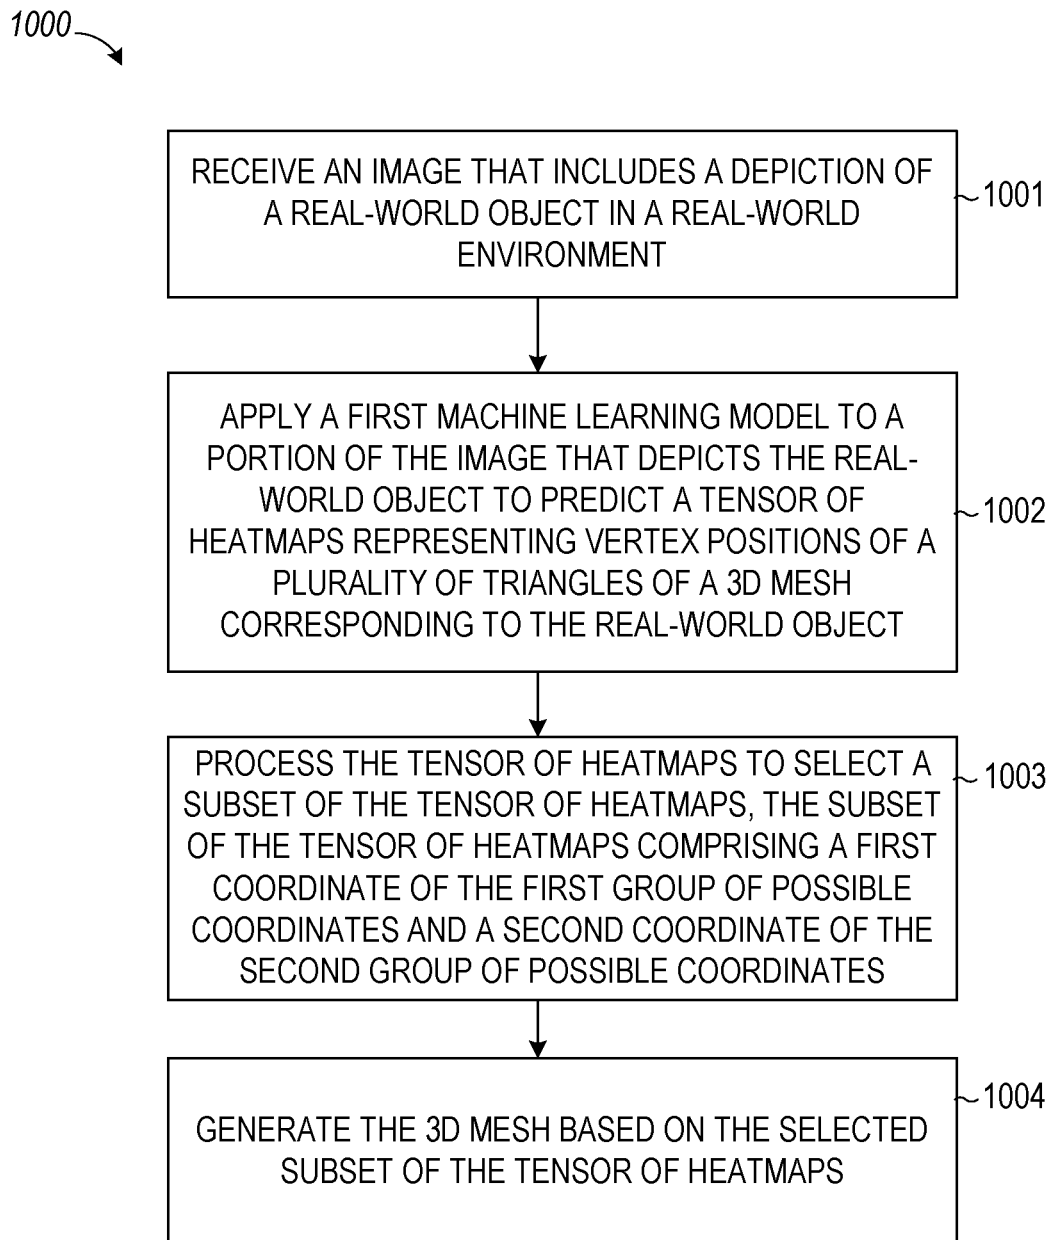 1000
RECEIVE AN IMAGE THAT INCLUDES A DEPICTION OF
A REAL-WORLD OBJECT IN A REAL-WORLD
ENVIRONMENT
1001
APPLY A FIRST MACHINE LEARNING MODEL TO A
PORTION OF THE IMAGE THAT DEPICTS THE REAL-
WORLD OBJECT TO PREDICT A TENSOR OF
HEATMAPS REPRESENTING VERTEX POSITIONS OF A
PLURALITY OF TRIANGLES OF A 3D MESH
CORRESPONDING TO THE REAL-WORLD OBJECT
1002
PROCESS THE TENSOR OF HEATMAPS TO SELECT A
SUBSET OF THE TENSOR OF HEATMAPS, THE SUBSET
OF THE TENSOR OF HEATMAPS COMPRISING A FIRST
COORDINATE OF THE FIRST GROUP OF POSSIBLE
COORDINATES AND A SECOND COORDINATE OF THE
SECOND GROUP OF POSSIBLE COORDINATES
1003
GENERATE THE 3D MESH BASED ON THE SELECTED
SUBSET OF THE TENSOR OF HEATMAPS
1004